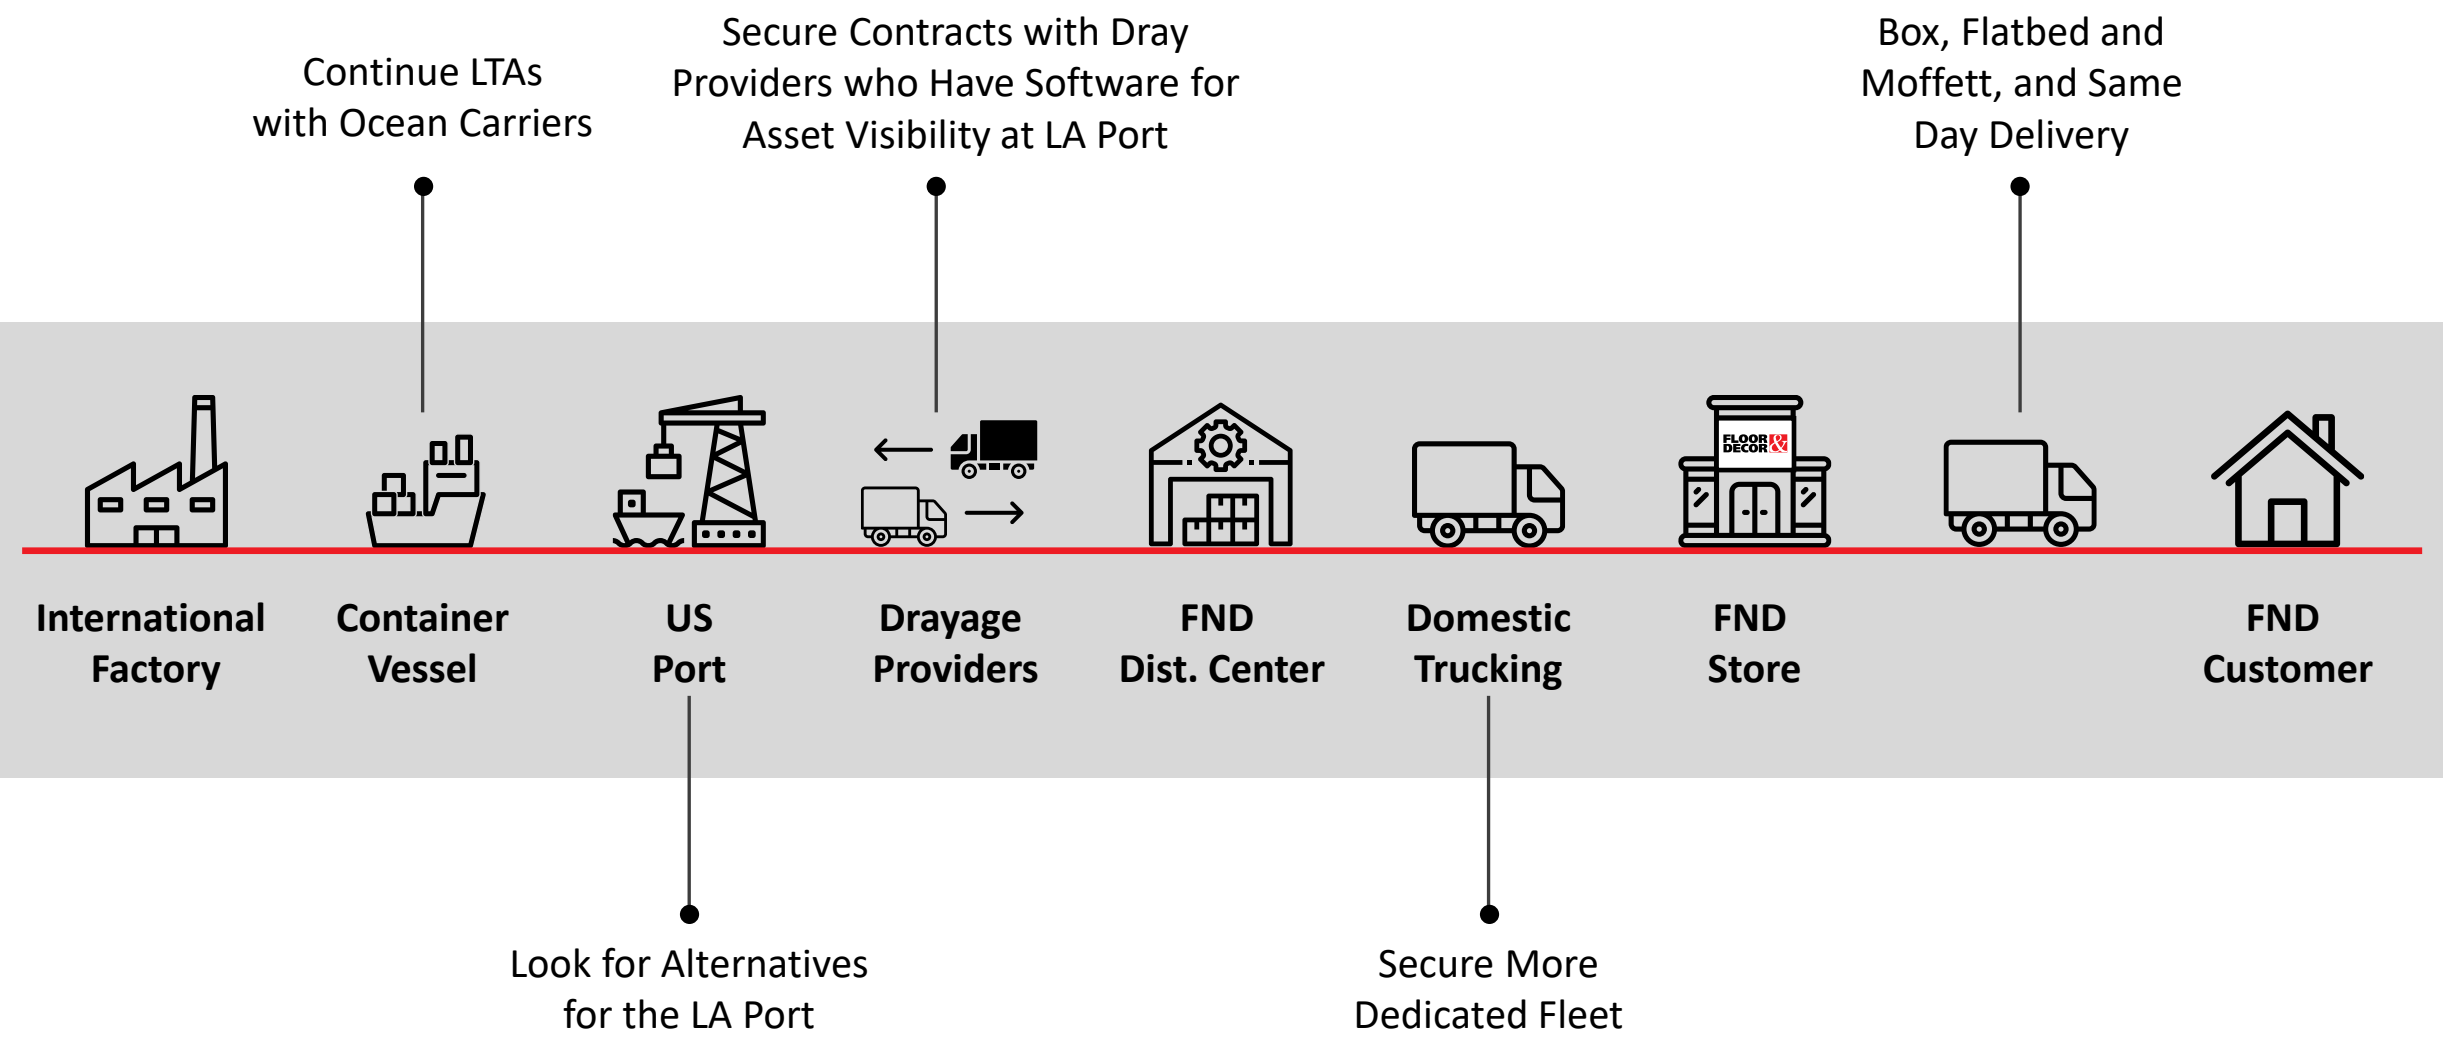 Continue LTAs
with Ocean Carriers
Secure Contracts with Dray
Providers who Have Software for
Asset Visibility at LA Port
Box, Flatbed and
Moffett, and Same
Day Delivery
FLOOR &
DECOR
International
Factory
Container
Vessel
US
Port
Drayage
Providers
FND
Dist. Center
Domestic
Trucking
FND
Store
FND
Customer
Look for Alternatives
for the LA Port
Secure More
Dedicated Fleet